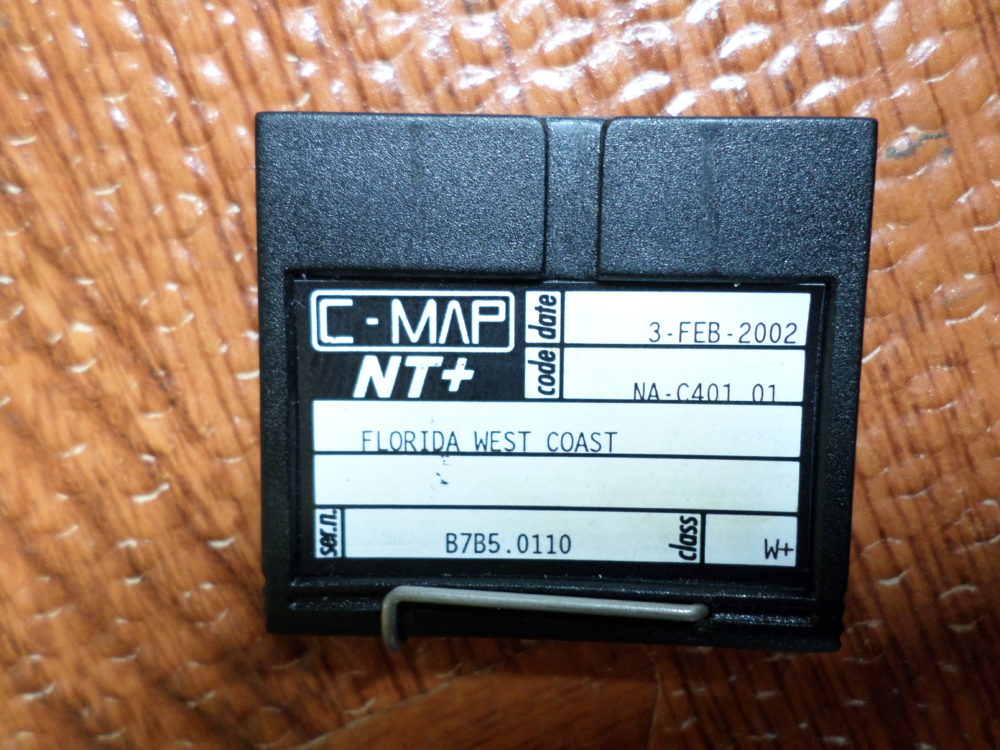 C-MAP
NT+
date 3-FEB-2002
code NA-C401 01
FLORIDA WEST COAST
ser.n. B7B5.0110
class W+